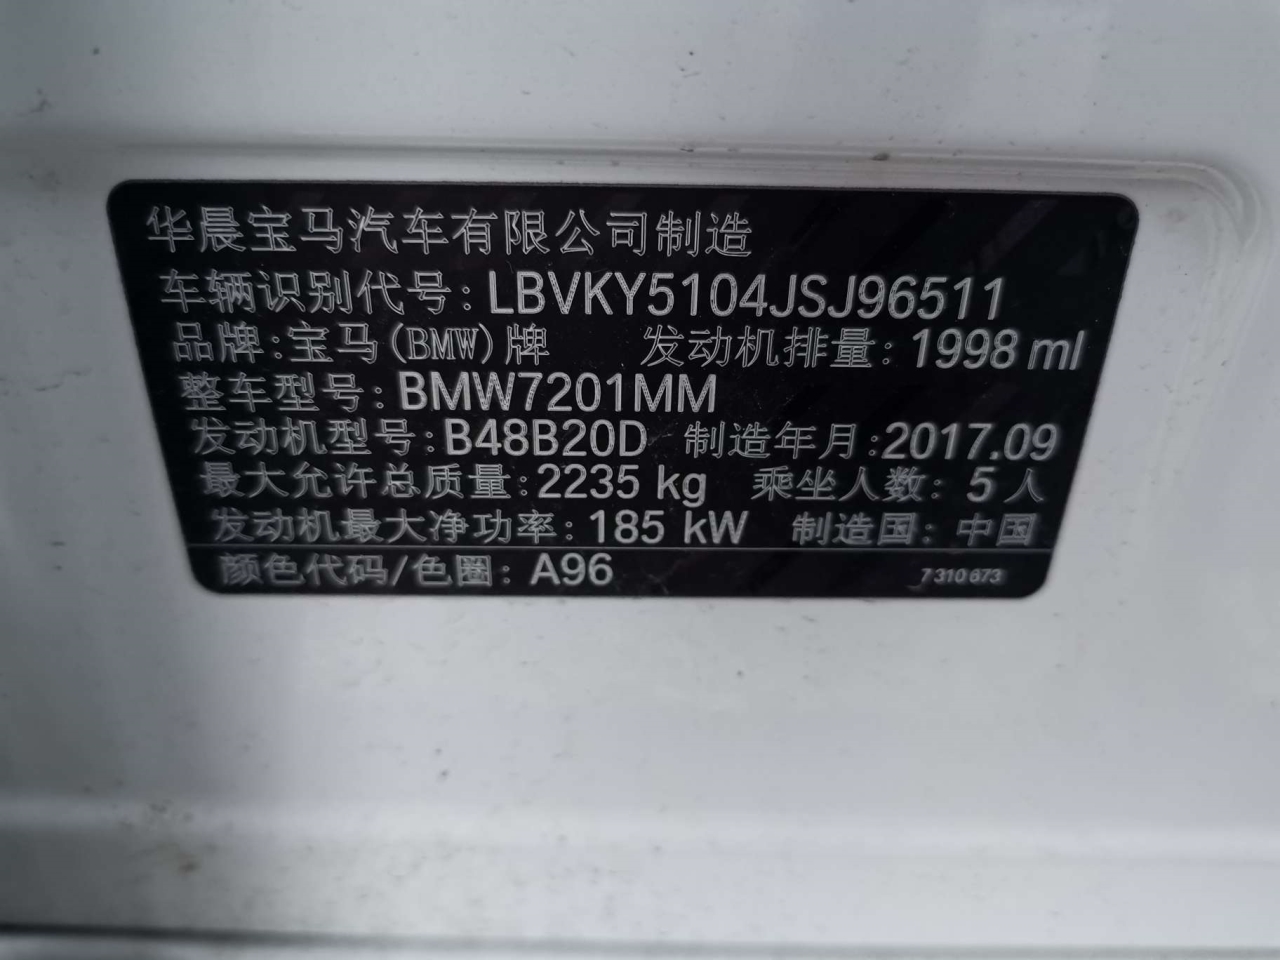 华晨宝马汽车有限公司制造
车辆识别代号:LBVKY5104JSJ96511
品牌:宝马(BMW)牌 发动机排量:1998 ml
整车型号:BMW7201MM
发动机型号:B48B20D 制造年月:2017.09
最大允许总质量:2235 kg 乘坐人数:5人
发动机最大净功率:185 kW 制造国:中国
颜色代码/色圈:A96 7 310 673